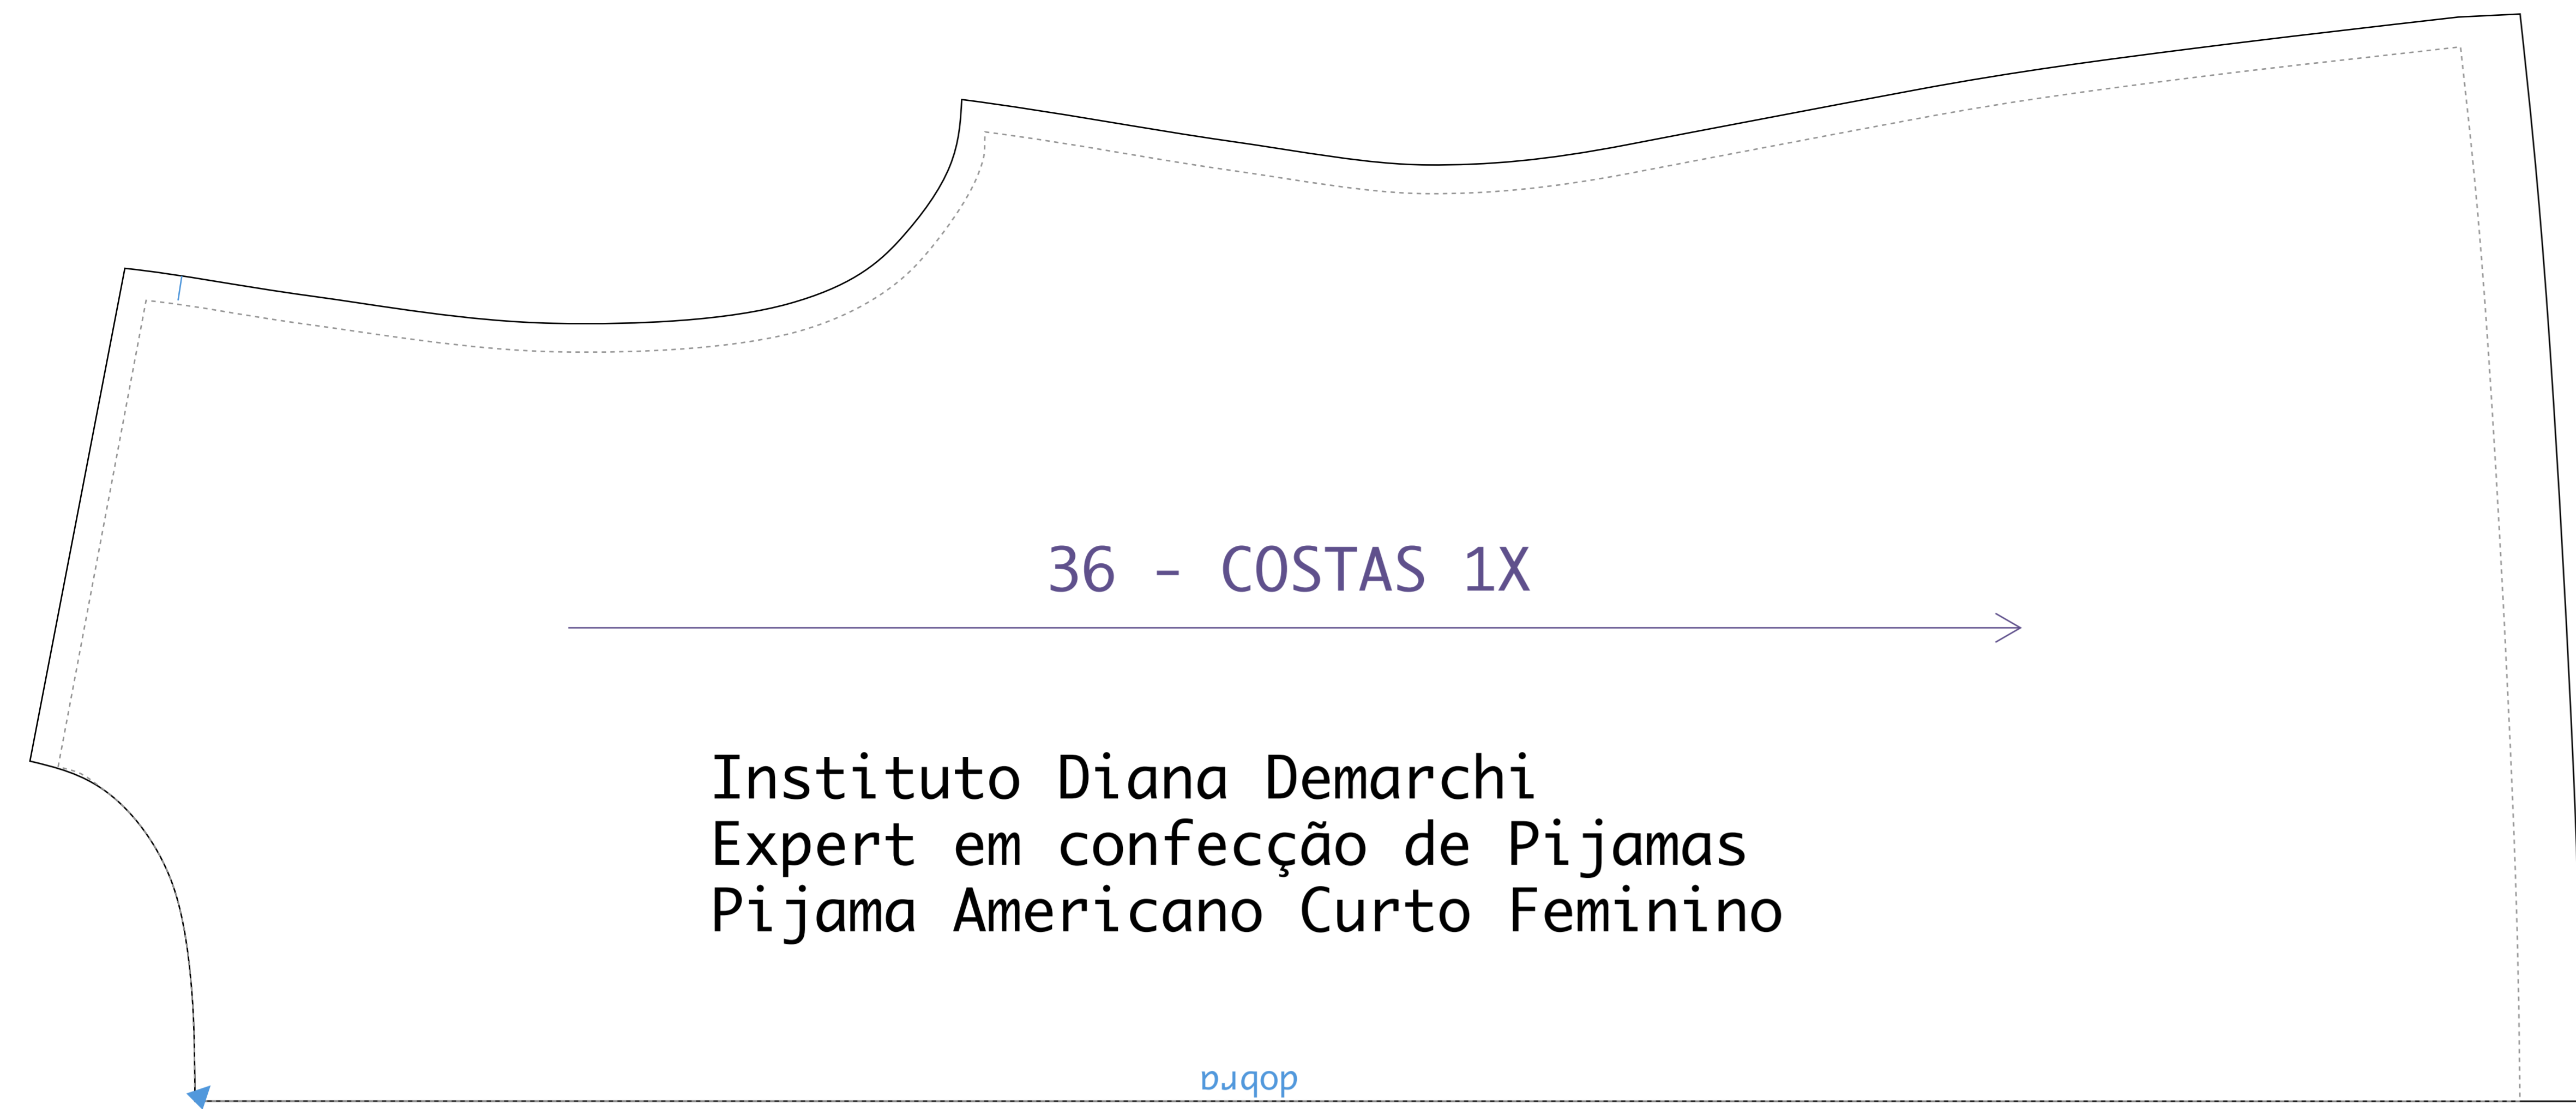 36 - COSTAS 1X
Instituto Diana Demarchi
Expert em confecção de Pijamas
Pijama Americano Curto Feminino
dobra